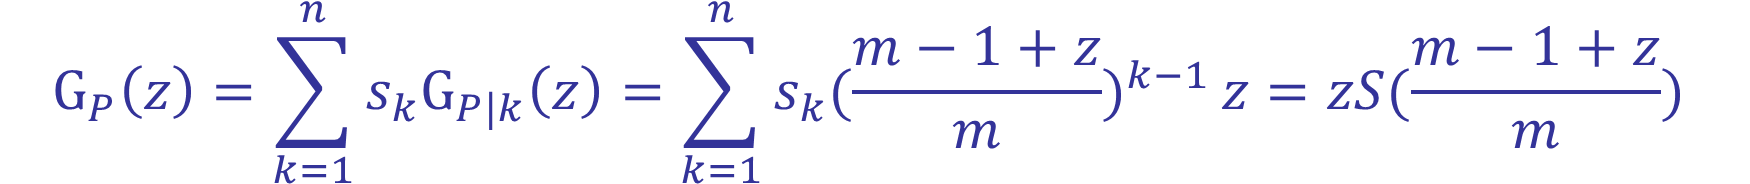 G_P(z) = \sum_{k=1}^{n} s_k G_{P|k}(z) = \sum_{k=1}^{n} s_k (\frac{m-1+z}{m})^{k-1} z = zS(\frac{m-1+z}{m})